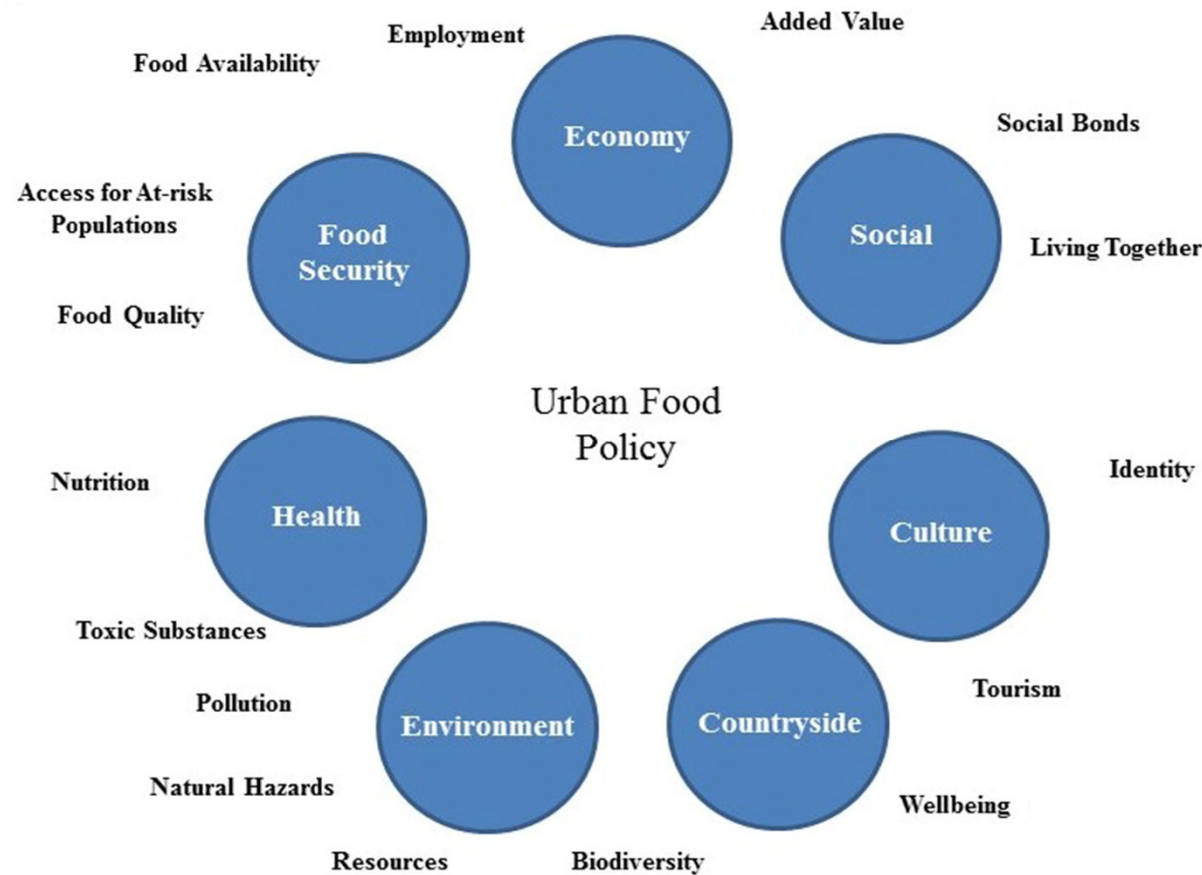 Added Value
Employment
Food Availability
Economy
Social Bonds
Access for At-risk
Populations
Food
Security
Social
Living Together
Food Quality
Urban Food
Policy
Nutrition
Health
Identity
Culture
Toxic Substances
Pollution
Environment
Countryside
Tourism
Natural Hazards
Wellbeing
Resources
Biodiversity